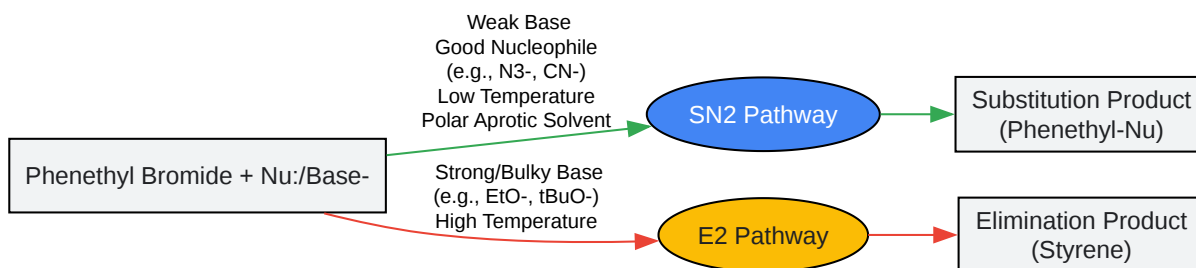 Weak Base
Good Nucleophile
(e.g., N3-, CN-)
Low Temperature
Polar Aprotic Solvent
SN2 Pathway
Substitution Product
(Phenethyl-Nu)
Phenethyl Bromide + Nu:/Base-
Strong/Bulky Base
(e.g., EtO-, tBuO-)
High Temperature
E2 Pathway
Elimination Product
(Styrene)